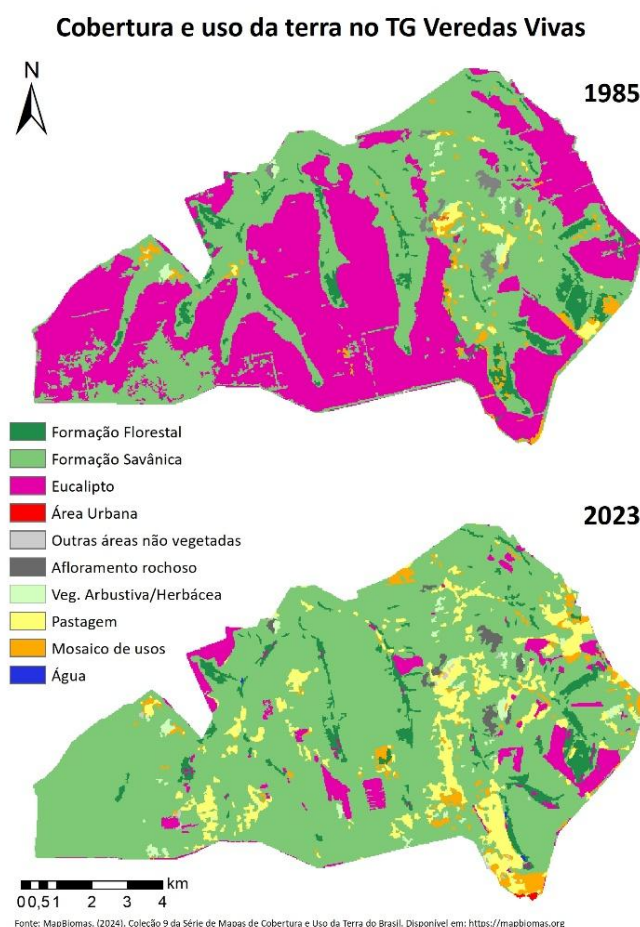 Cobertura e uso da terra no TG Veredas Vivas
N
1985
Formação Florestal
Formação Savânica
Eucalipto
Área Urbana
Outras áreas não vegetadas
Afloramento rochoso
Veg. Arbustiva/Herbácea
Pastagem
Mosaico de usos
Água
2023
km
0 0,5 1 2 3 4
Fonte: MapBiomas. (2024). Coleção 9 da Série de Mapas de Cobertura e Uso da Terra do Brasil. Disponível em: https://mapbiomas.org